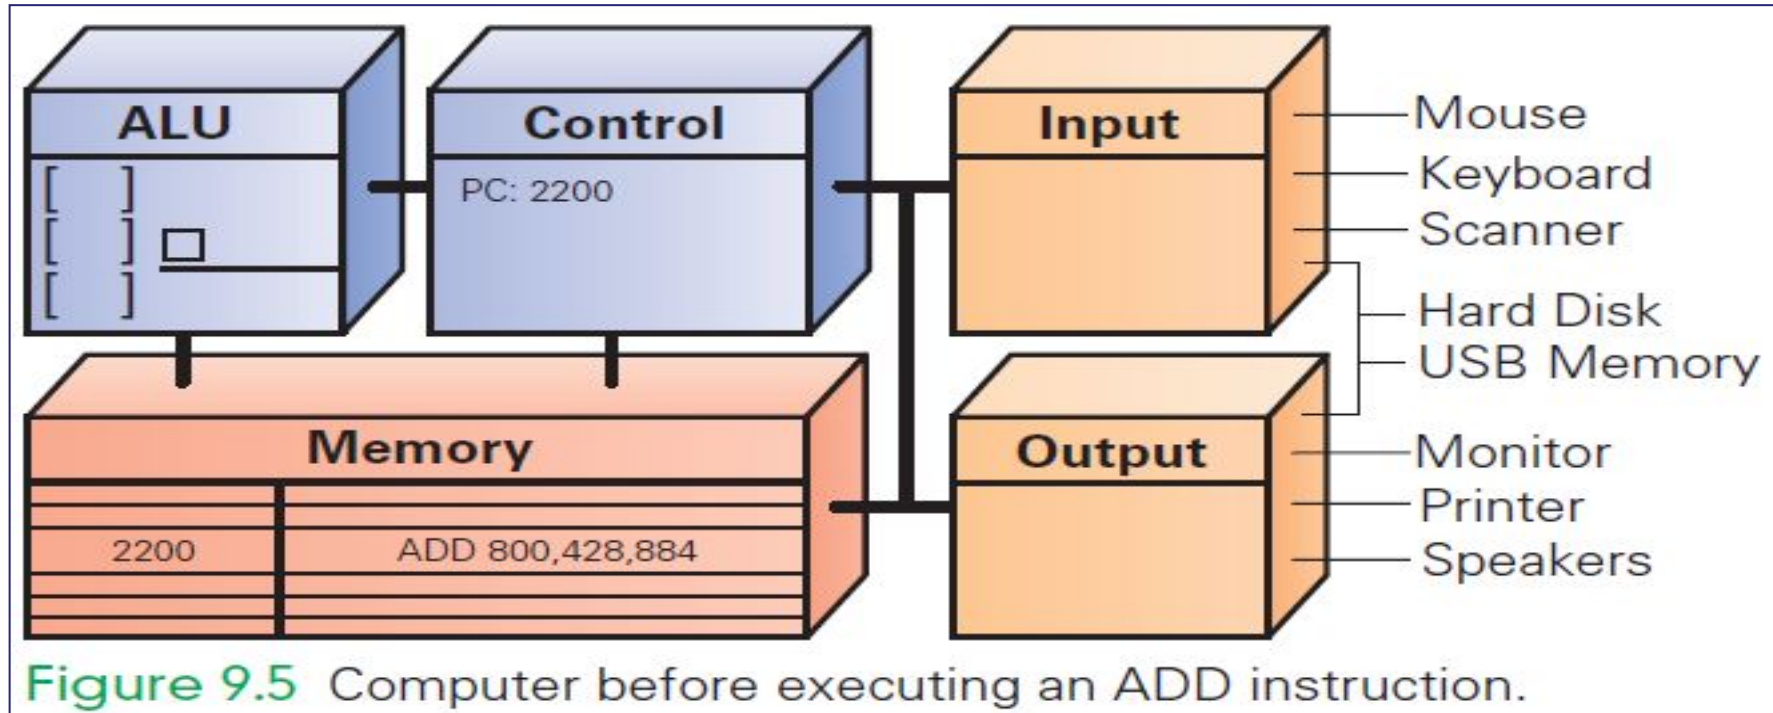 ALU
[ ]
[ ]
[ ]
Control
PC: 2200
Input
Mouse
Keyboard
Scanner
Hard Disk
USB Memory
Memory
2200 ADD 800,428,884
Output
Monitor
Printer
Speakers
Figure 9.5 Computer before executing an ADD instruction.